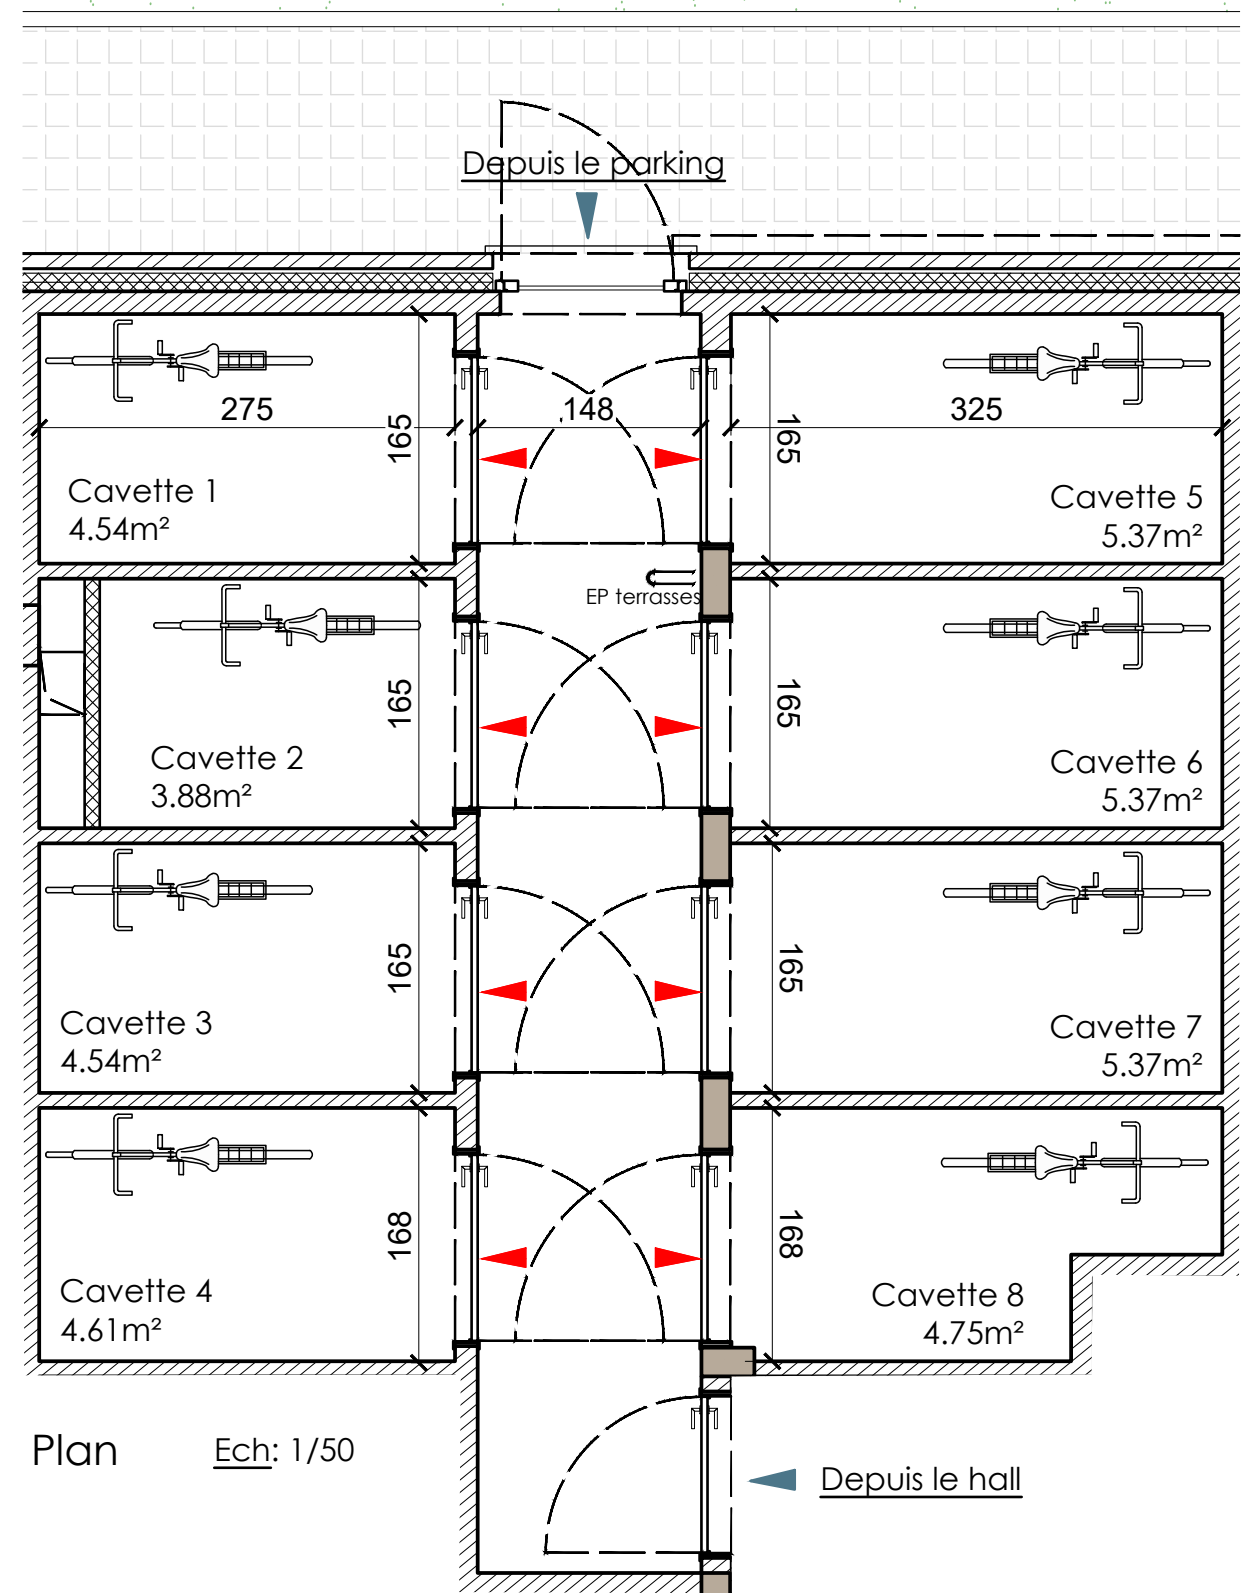 Depuis le parking
275
148
325
165
165
Cavette 1
4.54m²
Cavette 5
5.37m²
EP terrasses
165
165
Cavette 2
3.88m²
Cavette 6
5.37m²
165
165
Cavette 3
4.54m²
Cavette 7
5.37m²
168
168
Cavette 4
4.61m²
Cavette 8
4.75m²
Plan
Ech: 1/50
Depuis le hall